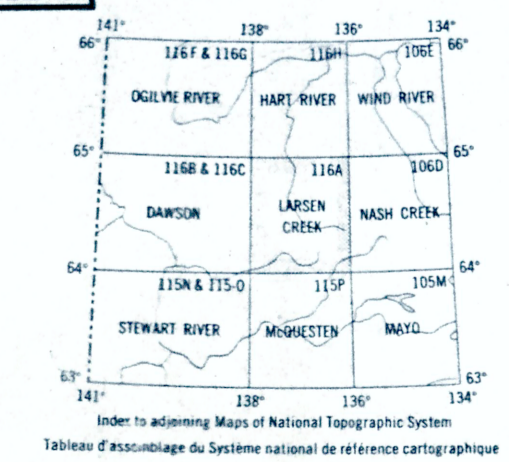 141° 138° 136° 134°
66° 116F & 116G 116H 106E 66°
OGILVIE RIVER HART RIVER WIND RIVER
65° 116B & 116C 116A 106D 65°
DAWSON LARSEN CREEK NASH CREEK
64° 115N & 115-O 115P 105M 64°
STEWART RIVER McQUESTEN MAYO
63° 63°
141° 138° 136° 134°
Index to adjoining Maps of National Topographic System
Tableau d'assemblage du Système national de référence cartographique